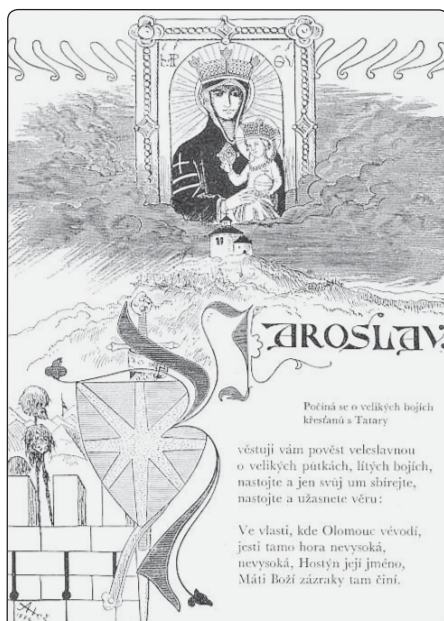 JAROSLAV
Počíná se o velikých bojích
křesťanů s Tatary
Zvěstuji vám pověst veleslavnou
o velikých půtkách, lítých bojích,
nastojte a jen svůj um sbírejte,
nastojte a užasnete věru:
Ve vlasti, kde Olomouc vévodí,
jesti tamo hora nevysoká,
nevysoká, Hostýn její jméno,
Máti Boží zázraky tam činí.